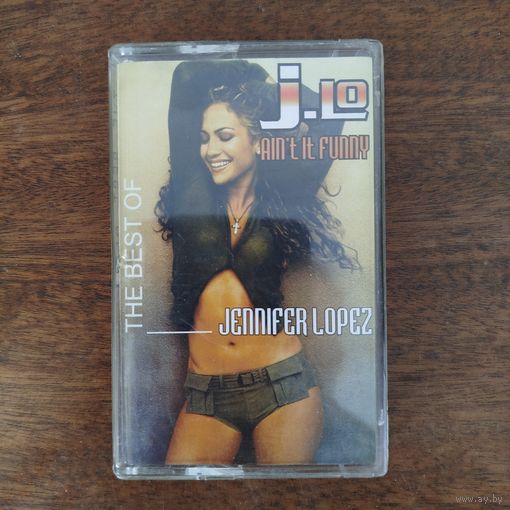 J.LO
AIN'T IT FUNNY
THE BEST OF
JENNIFER LOPEZ
www.ay.by